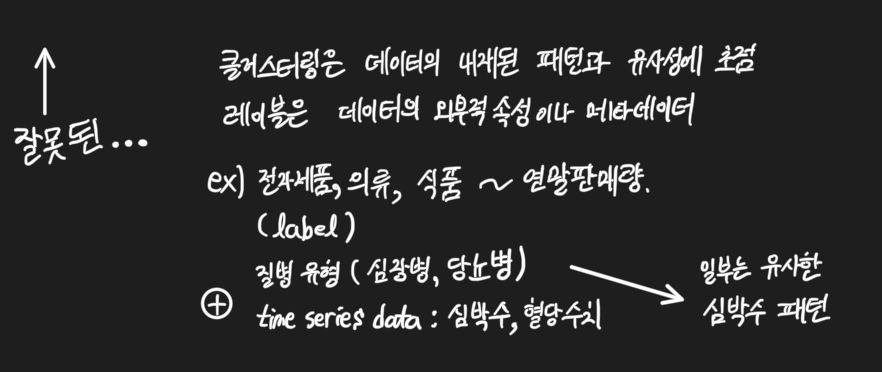 클러스터링은 데이터의 내재된 패턴과 유사성에 초점
레이블은 데이터의 외부적 속성이나 메타데이터
잘못된...
ex) 전자제품, 의류, 식품 ~ 연말판매량.
(label)
질병 유형 (심장병, 당뇨병)
⊕ time series data : 심박수, 혈당수치
일부는 유사한
심박수 패턴